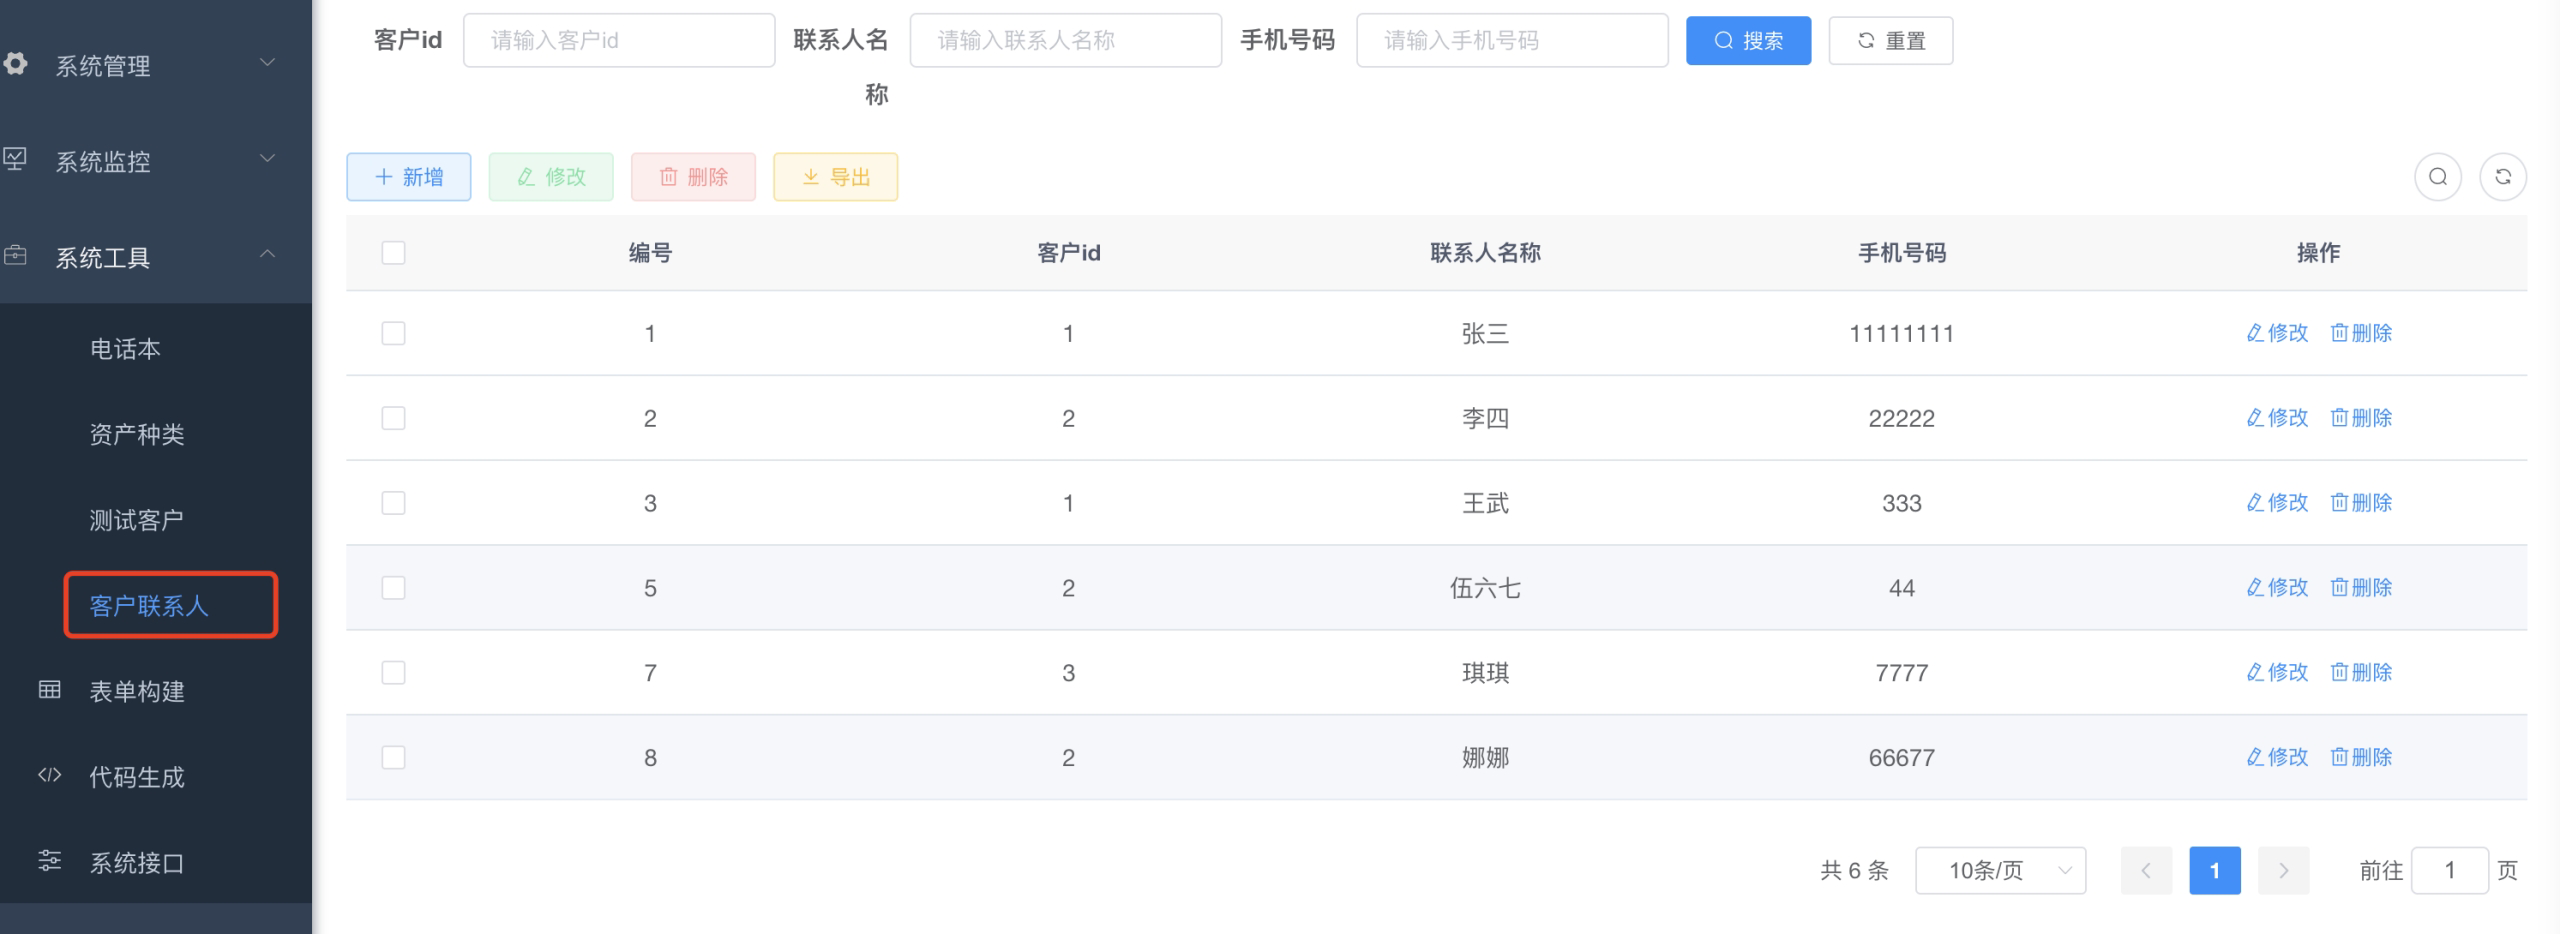 系统管理
系统监控
系统工具
电话本
资产种类
测试客户
客户联系人
表单构建
代码生成
系统接口
客户id 请输入客户id 联系人名称 请输入联系人名称 手机号码 请输入手机号码 搜索 重置
新增 修改 删除 导出
编号 客户id 联系人名称 手机号码 操作
1 1 张三 11111111 修改 删除
2 2 李四 22222 修改 删除
3 1 王武 333 修改 删除
5 2 伍六七 44 修改 删除
7 3 琪琪 7777 修改 删除
8 2 娜娜 66677 修改 删除
共 6 条 10条/页 1 前往 1 页